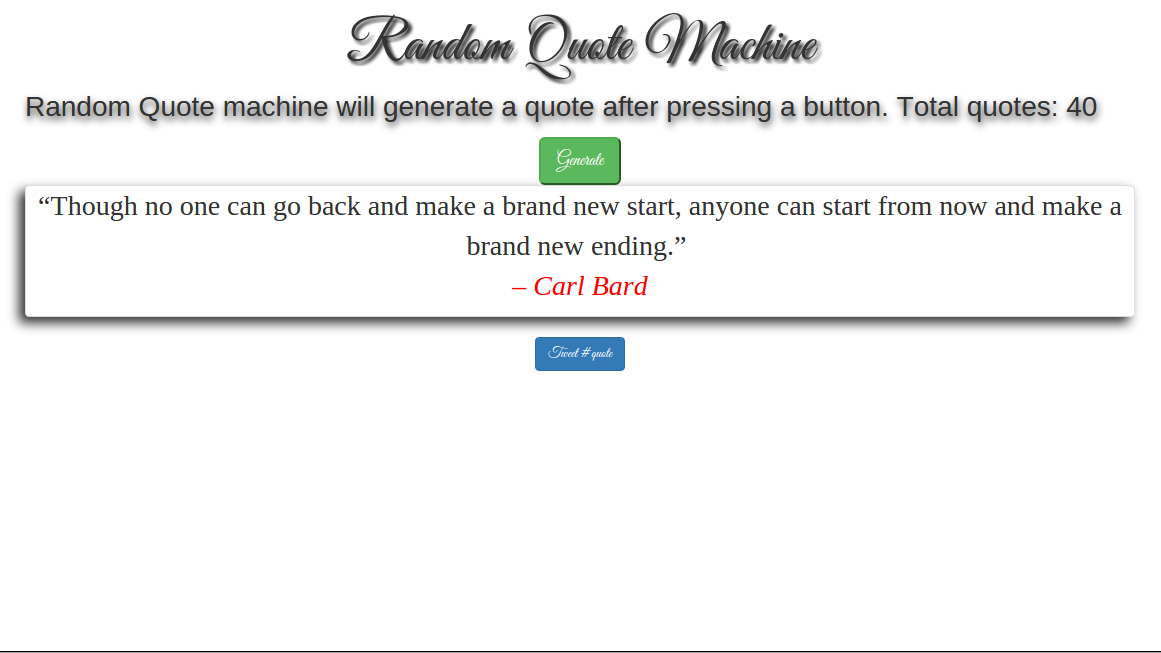 Random Quote Machine
Random Quote machine will generate a quote after pressing a button. Total quotes: 40
Generate
“Though no one can go back and make a brand new start, anyone can start from now and make a
brand new ending.”
– Carl Bard
Tweet #quote